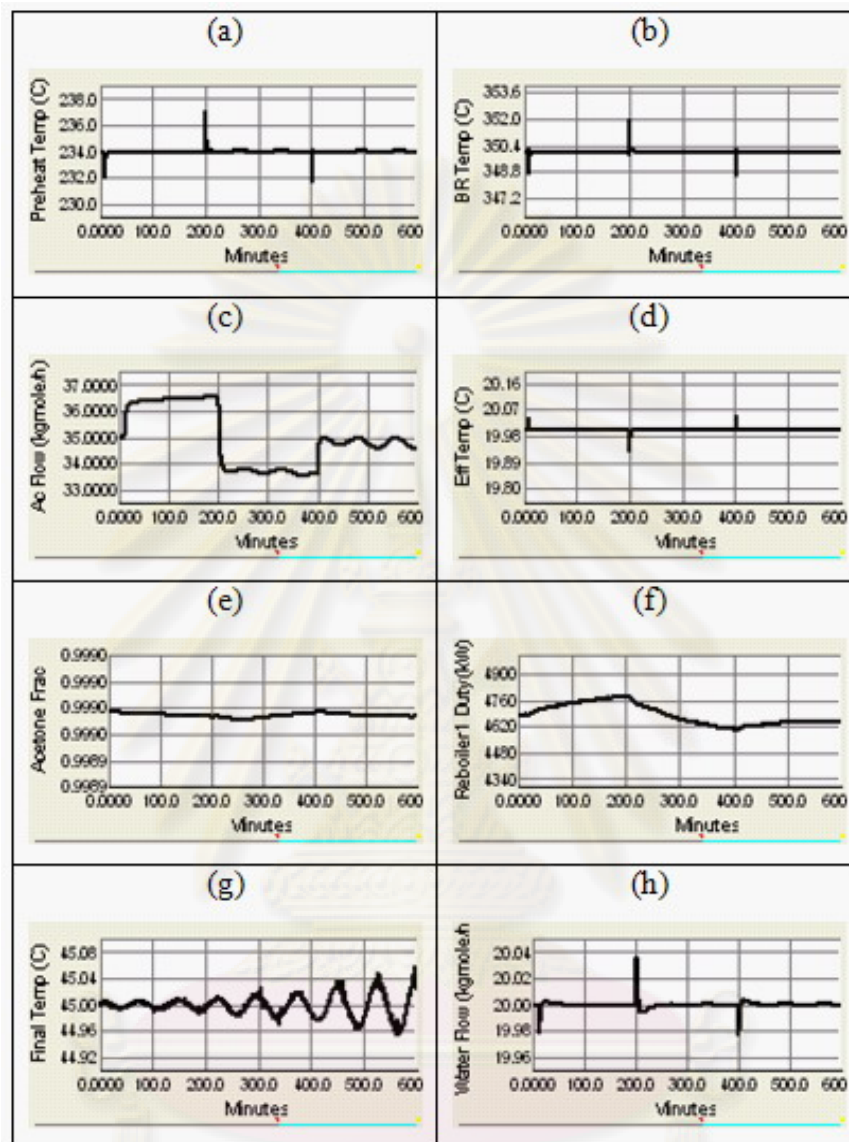 (a)
Preheat Temp (C)
238.0
236.0
234.0
232.0
230.0
0.0000 100.0 200.0 300.0 400.0 500.0 600
Minutes
(b)
BR Temp (C)
353.6
352.0
350.4
348.8
347.2
0.0000 100.0 200.0 300.0 400.0 500.0 600
Minutes
(c)
Ac Flow (kgmole/h)
37.0000
36.0000
35.0000
34.0000
33.0000
0.0000 100.0 200.0 300.0 400.0 500.0 600
Minutes
(d)
Eff Temp (C)
20.16
20.07
19.98
19.89
19.80
0.0000 100.0 200.0 300.0 400.0 500.0 600
Minutes
(e)
Acetone Frac
0.9990
0.9990
0.9990
0.9990
0.9989
0.9989
0.0000 100.0 200.0 300.0 400.0 500.0 600
Minutes
(f)
Reboiler1 Duty(kW)
4900
4760
4620
4480
4340
0.0000 100.0 200.0 300.0 400.0 500.0 600
Minutes
(g)
Final Temp (C)
45.08
45.04
45.00
44.96
44.92
0.0000 100.0 200.0 300.0 400.0 500.0 600
Minutes
(h)
Water Flow (kgmole/h
20.04
20.02
20.00
19.98
19.96
0.0000 100.0 200.0 300.0 400.0 500.0 600
Minutes